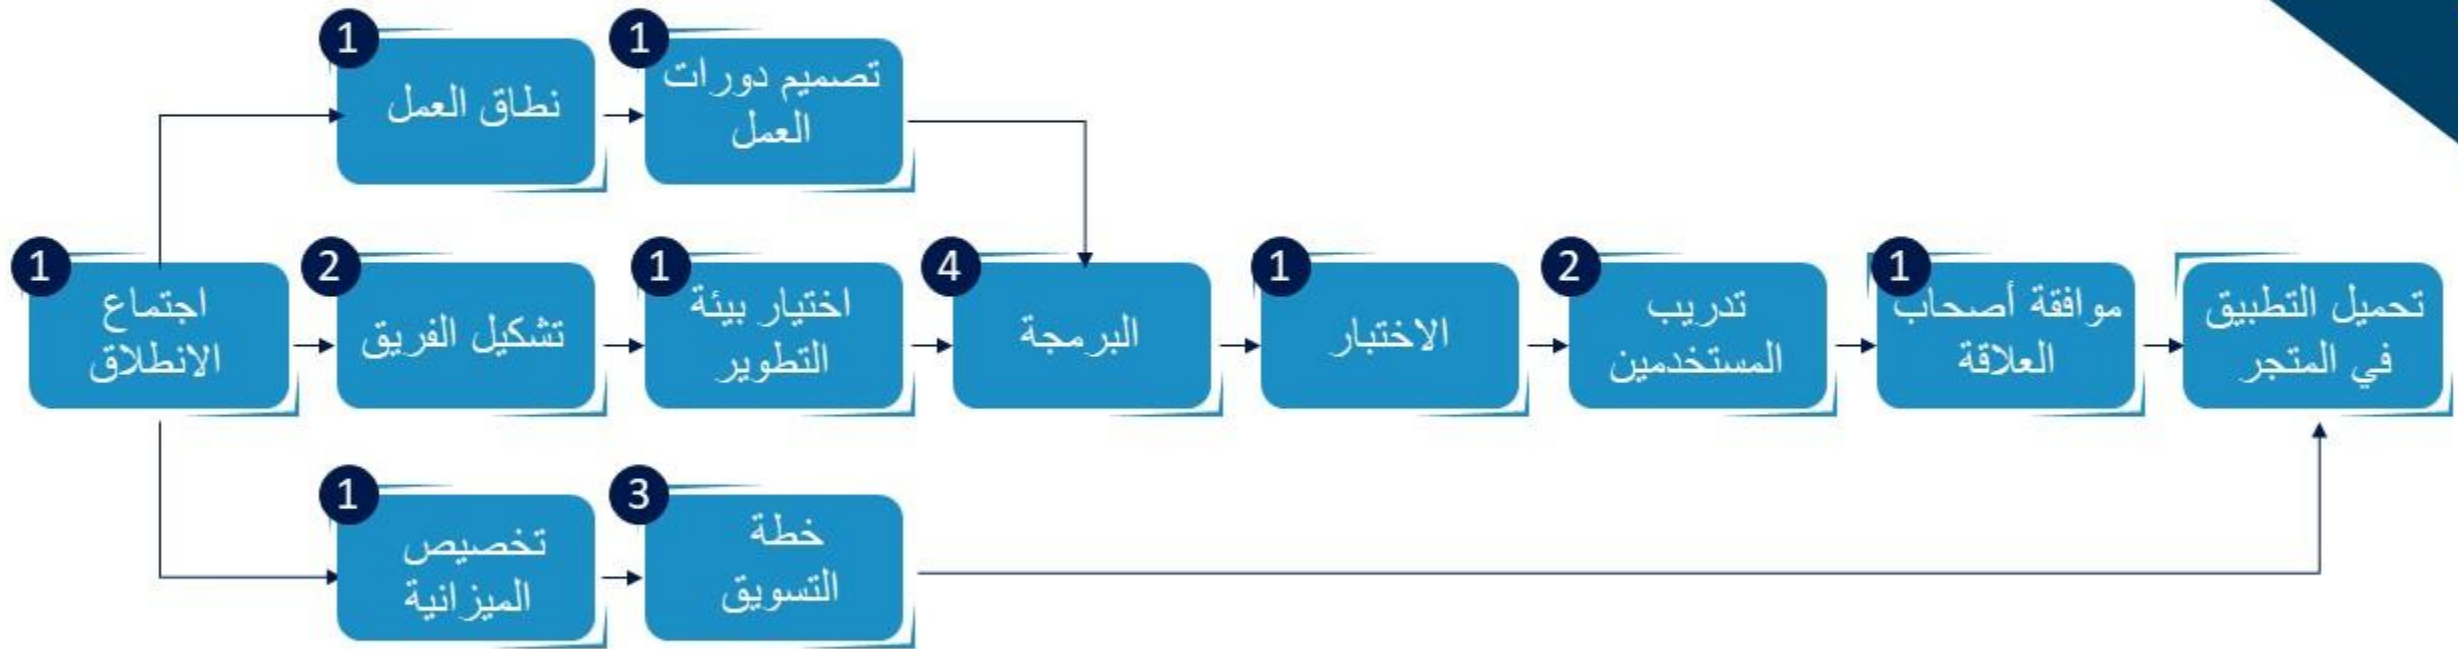 1
نطاق العمل
1
تصميم دورات
العمل
1
اجتماع
الانطلاق
2
تشكيل الفريق
1
اختيار بيئة
التطوير
4
البرمجة
1
الاختبار
2
تدريب
المستخدمين
1
موافقة أصحاب
العلاقة
تحميل التطبيق
في المتجر
1
تخصيص
الميزانية
3
خطة
التسويق